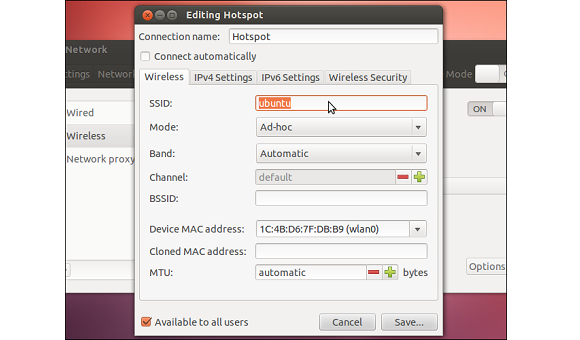 Editing Hotspot
Connection name: Hotspot
Connect automatically
Wireless IPv4 Settings IPv6 Settings Wireless Security
SSID: ubuntu
Mode: Ad-hoc
Band: Automatic
Channel: default
BSSID:
Device MAC address: 1C:4B:D6:7F:DB:B9 (wlan0)
Cloned MAC address:
MTU: automatic bytes
Available to all users Cancel Save...
Network
Network
Mode
Wired
ON
Wireless
Network proxy
Options